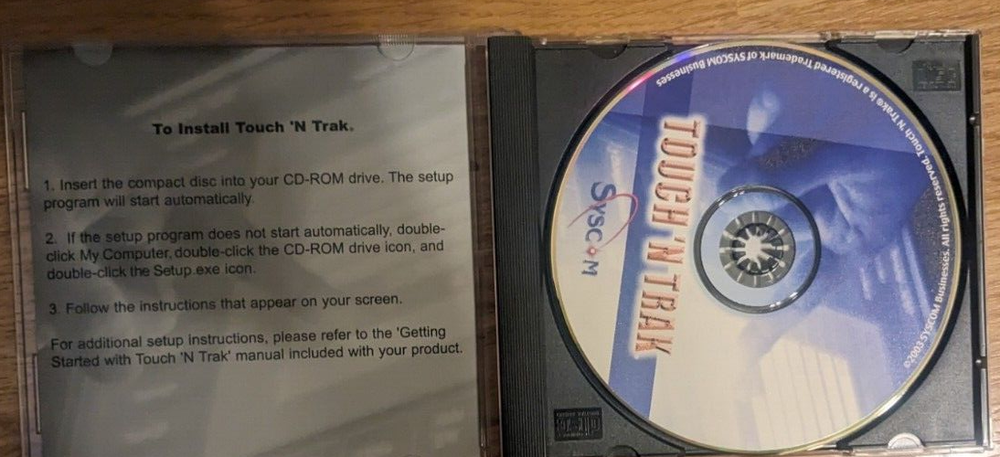 To Install Touch 'N Trak.
1. Insert the compact disc into your CD-ROM drive. The setup
program will start automatically.
2. If the setup program does not start automatically, double-
click My Computer, double-click the CD-ROM drive icon, and
double-click the Setup.exe icon.
3. Follow the instructions that appear on your screen.
For additional setup instructions, please refer to the 'Getting
Started with Touch 'N Trak' manual included with your product.
TOUCH 'N TRAK
SYSCOM
©2003 SYSCOM Businesses. All rights reserved. Touch 'N Trak® is a registered Trademark of SYSCOM Businesses